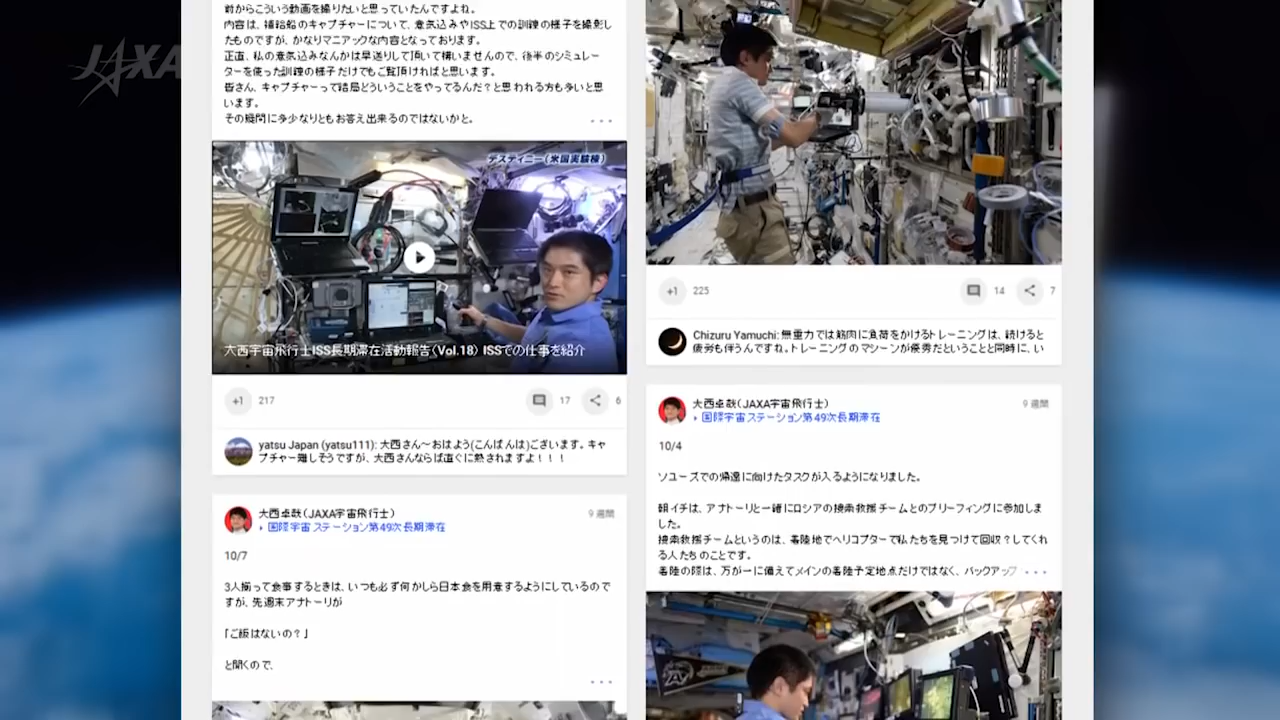 JAXA
前からこういう動画を撮りたいと思っていたんですよね。
内容は、補給船のキャプチャーについて、意気込みやISS上での訓練の様子を撮影し
たものですが、かなりマニアックな内容となっております。
正直、私の意気込みなんかは早送りして頂いて構いませんので、後半のシミュレー
ターを使った訓練の様子だけでもご覧頂ければと思います。
皆さん、キャプチャーって結局どういうことをやってるんだ？と思われる方も多いと思
います。
その疑問に多少なりともお答え出来るのではないかと。
デスティニー（米国実験棟）
大西宇宙飛行士ISS長期滞在活動報告（Vol.18） ISSでの仕事を紹介
+1 217 17 6
yatsu Japan (yatsu111): 大西さん～おはよう(こんばんは)ございます。キャ
プチャー難しそうですが、大西さんならば直ぐに熟されますよ！！！
大西卓哉（JAXA宇宙飛行士） 9 週間
国際宇宙ステーション第49次長期滞在
10/7
3人揃って食事するときは、いつも必ず何かしら日本食を用意するようにしているので
すが、先週末アナトーリが
「ご飯はないの？」
と聞くので、
+1 225 14 7
Chizuru Yamuchi: 無重力では筋肉に負荷をかけるトレーニングは、続けると
疲労も伴うんですね。トレーニングのマシーンが優秀だということと同時に、い
大西卓哉（JAXA宇宙飛行士） 9 週間
国際宇宙ステーション第49次長期滞在
10/4
ソユーズでの帰還に向けたタスクが入るようになりました。
朝イチは、アナトーリと一緒にロシアの捜索救援チームとのブリーフィングに参加しま
した。
捜索救援チームというのは、着陸地でヘリコプターで私たちを見つけて回収？してくれ
る人たちのことです。
着陸の際は、万が一に備えてメインの着陸予定地点だけではなく、バックアップ